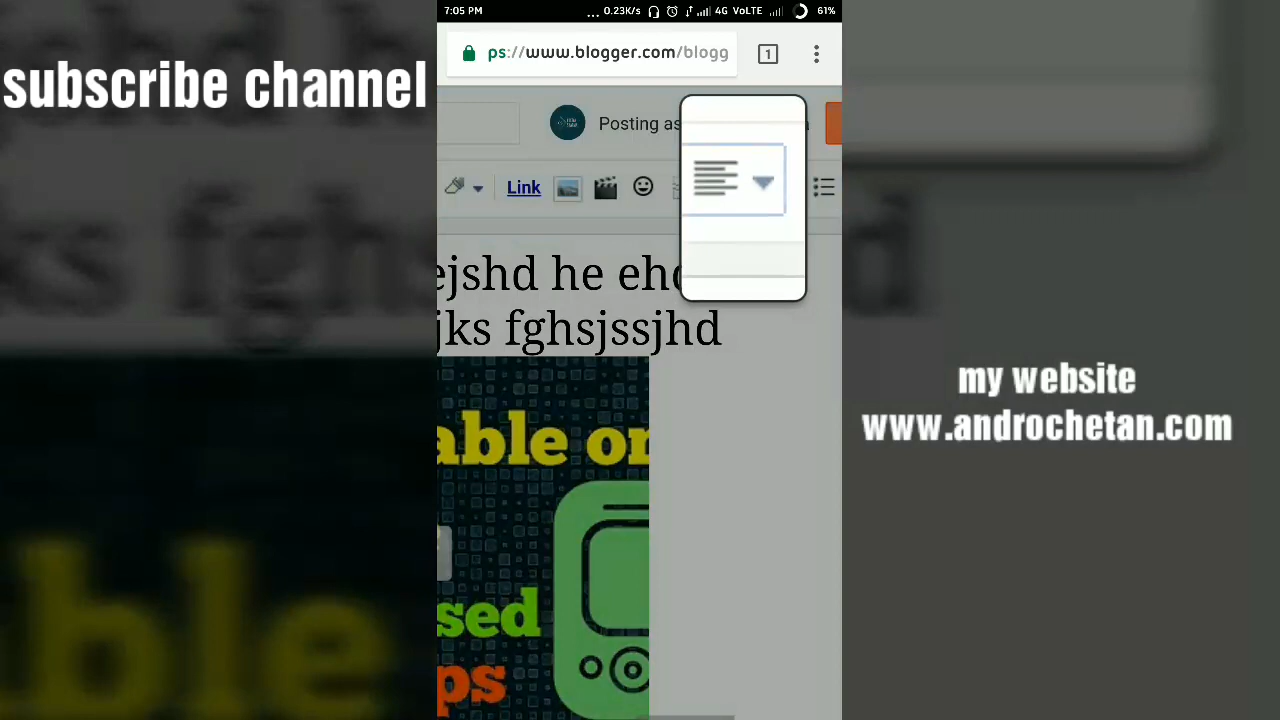 subscribe channel
7:05 PM
... 0.23K/s 4G VoLTE 61%
ps://www.blogger.com/blogg
1
Posting as
Link
ejshd he eh
jks fghsjssjhd
able on
sed
ps
my website
www.androchetan.com